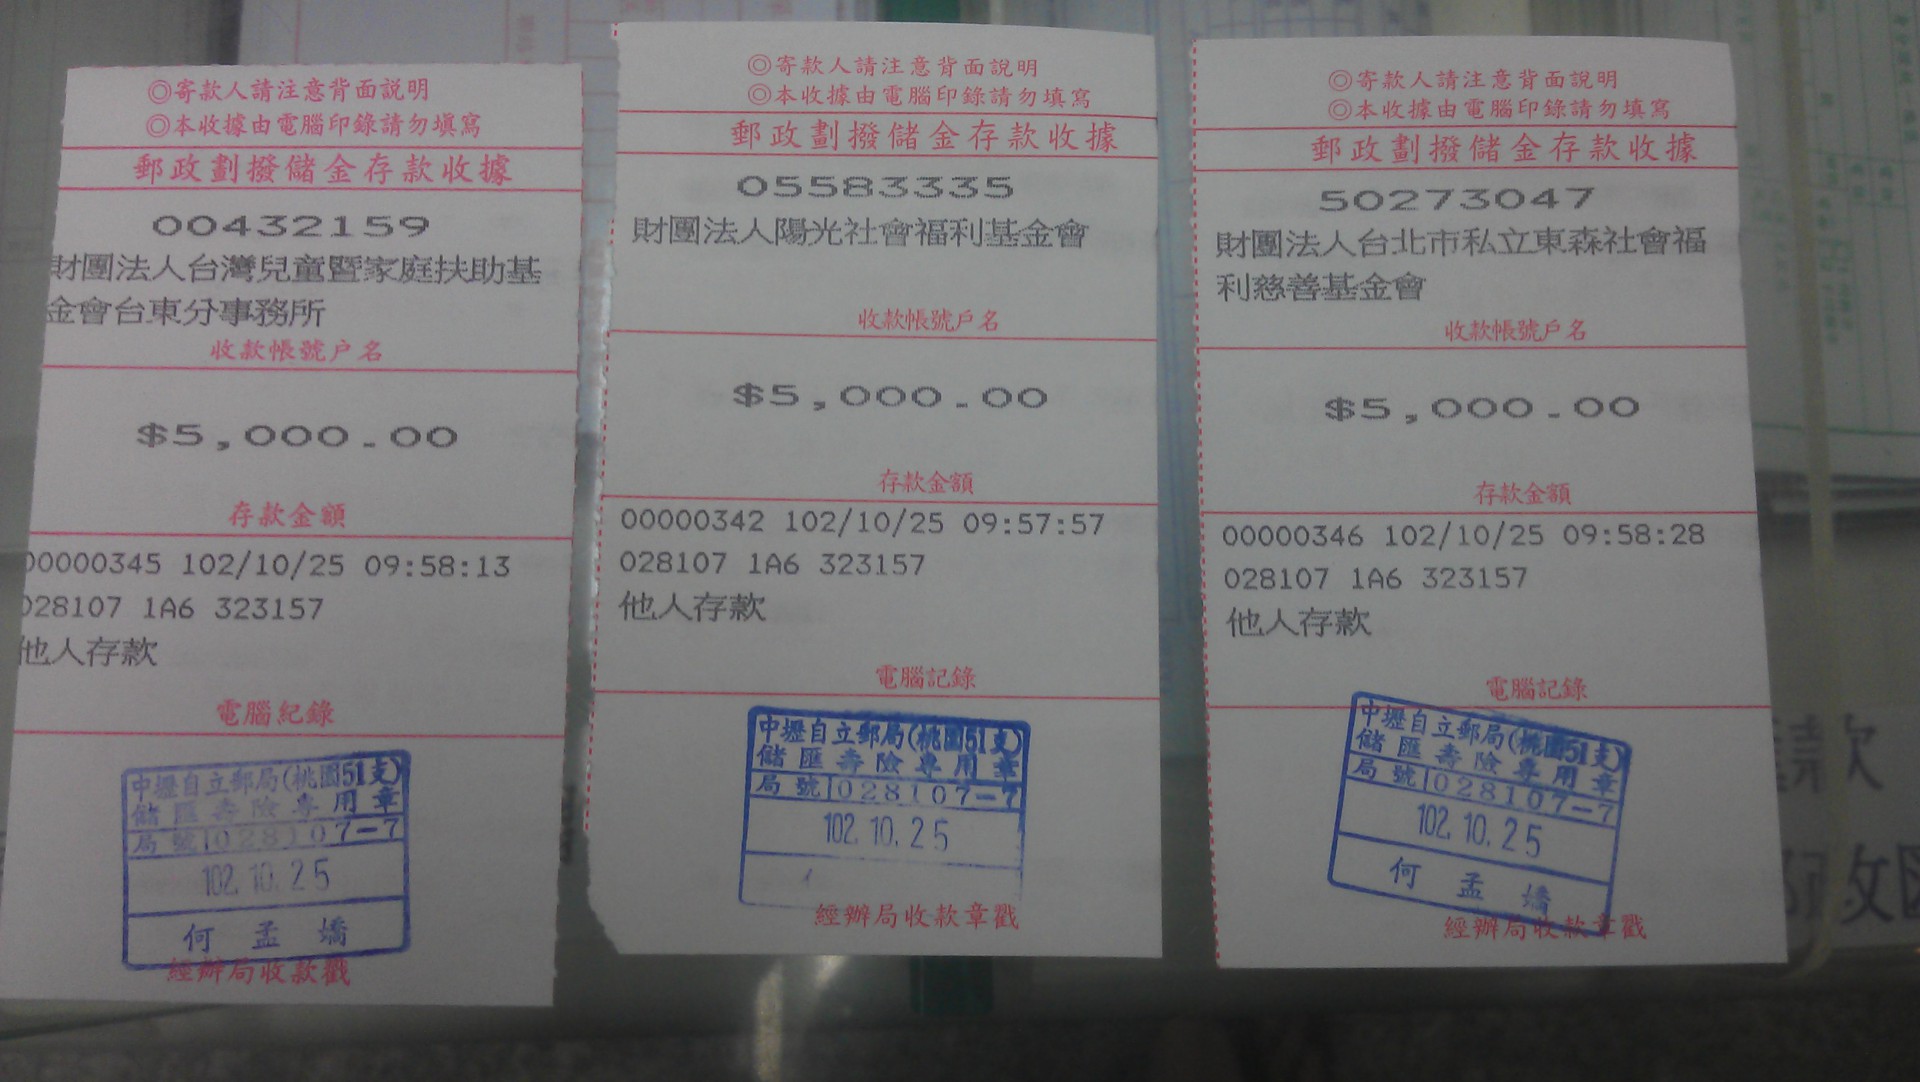 ◎寄款人請注意背面說明
◎本收據由電腦印錄請勿填寫
郵政劃撥儲金存款收據
00432159
財團法人台灣兒童暨家庭扶助基
金會台東分事務所
收款帳號戶名
$5,000.00
存款金額
00000345 102/10/25 09:58:13
028107 1A6 323157
他人存款
電腦紀錄
中壢自立郵局(桃園51支)
儲匯壽險專用章
局號 028107-7
102.10.25
何孟嬌
經辦局收款戳
◎寄款人請注意背面說明
◎本收據由電腦印錄請勿填寫
郵政劃撥儲金存款收據
05583335
財團法人陽光社會福利基金會
收款帳號戶名
$5,000.00
存款金額
00000342 102/10/25 09:57:57
028107 1A6 323157
他人存款
電腦記錄
中壢自立郵局(桃園51支)
儲匯壽險專用章
局號 028107-7
102.10.25
經辦局收款章戳
◎寄款人請注意背面說明
◎本收據由電腦印錄請勿填寫
郵政劃撥儲金存款收據
50273047
財團法人台北市私立東森社會福
利慈善基金會
收款帳號戶名
$5,000.00
存款金額
00000346 102/10/25 09:58:28
028107 1A6 323157
他人存款
電腦記錄
中壢自立郵局(桃園51支)
儲匯壽險專用章
局號 028107-7
102.10.25
何孟嬌
經辦局收款章戳
款
收匯